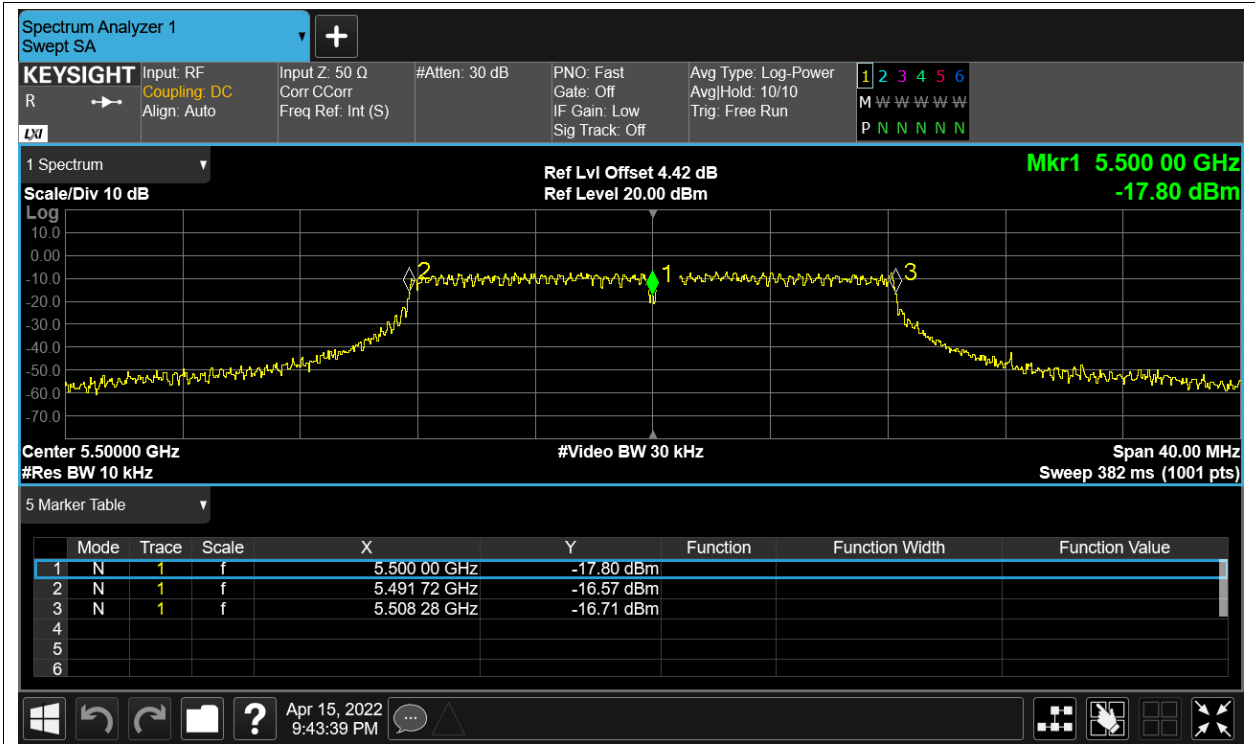 Spectrum Analyzer 1
Swept SA
KEYSIGHT
R
LXI
Input: RF
Coupling: DC
Align: Auto
Input Z: 50 Ω
Corr CCorr
Freq Ref: Int (S)
#Atten: 30 dB
PNO: Fast
Gate: Off
IF Gain: Low
Sig Track: Off
Avg Type: Log-Power
Avg|Hold: 10/10
Trig: Free Run
1 2 3 4 5 6
M W W W W W
P N N N N N
1 Spectrum
Scale/Div 10 dB
Ref Lvl Offset 4.42 dB
Ref Level 20.00 dBm
Mkr1 5.500 00 GHz
-17.80 dBm
Log
10.0
0.00
-10.0
-20.0
-30.0
-40.0
-50.0
-60.0
-70.0
2
1
3
Center 5.50000 GHz
#Video BW 30 kHz
Span 40.00 MHz
#Res BW 10 kHz
Sweep 382 ms (1001 pts)
5 Marker Table
Mode Trace Scale X Y Function Function Width Function Value
1 N 1 f 5.500 00 GHz -17.80 dBm
2 N 1 f 5.491 72 GHz -16.57 dBm
3 N 1 f 5.508 28 GHz -16.71 dBm
4
5
6
?
Apr 15, 2022
9:43:39 PM